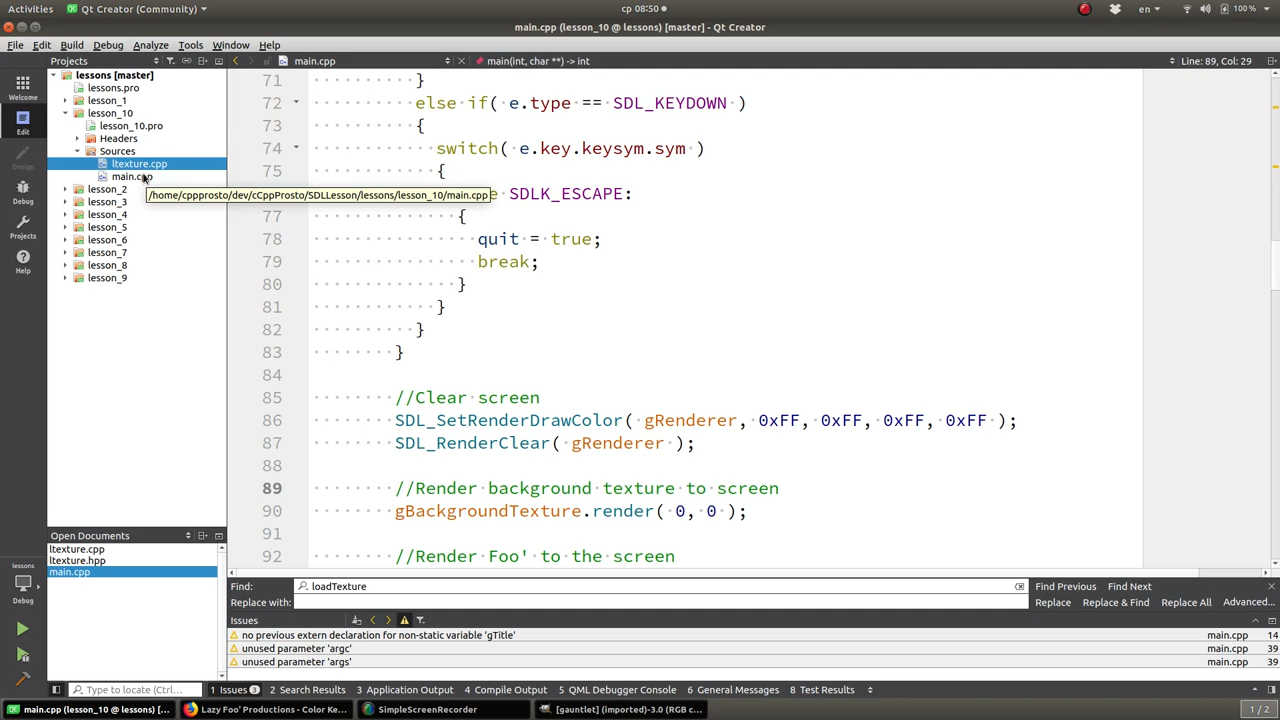 Activities
Qt Creator (Community)
ср 08:50
en
100 %
main.cpp (lesson_10 @ lessons) [master] - Qt Creator
File Edit Build Debug Analyze Tools Window Help
Projects
main.cpp
main(int, char **) -> int
Line: 89, Col: 29
Welcome
Edit
Design
Debug
Projects
Help
lessons [master]
lessons.pro
lesson_1
lesson_10
lesson_10.pro
Headers
Sources
ltexture.cpp
main.cpp
lesson_2
lesson_3
lesson_4
lesson_5
lesson_6
lesson_7
lesson_8
lesson_9
/home/cppprosto/dev/cCppProsto/SDLLesson/lessons/lesson_10/main.cpp
71 }
72 else if( e.type == SDL_KEYDOWN )
73 {
74 switch( e.key.keysym.sym )
75 {
e SDLK_ESCAPE:
77 {
78 quit = true;
79 break;
80 }
81 }
82 }
83 }
84
85 //Clear screen
86 SDL_SetRenderDrawColor( gRenderer, 0xFF, 0xFF, 0xFF, 0xFF );
87 SDL_RenderClear( gRenderer );
88
89 //Render background texture to screen
90 gBackgroundTexture.render( 0, 0 );
91
92 //Render Foo' to the screen
Open Documents
ltexture.cpp
ltexture.hpp
main.cpp
lessons
Debug
Find: loadTexture
Find Previous Find Next
Replace with:
Replace Replace & Find Replace All Advanced...
Issues
no previous extern declaration for non-static variable 'gTitle' main.cpp 14
unused parameter 'argc' main.cpp 39
unused parameter 'args' main.cpp 39
Type to locate (Ctrl...
1 Issues 3
2 Search Results
3 Application Output
4 Compile Output
5 QML Debugger Console
6 General Messages
8 Test Results
main.cpp (lesson_10 @ lessons) [...
Lazy Foo' Productions - Color Ke...
SimpleScreenRecorder
[gauntlet] (imported)-3.0 (RGB c...
1 / 2